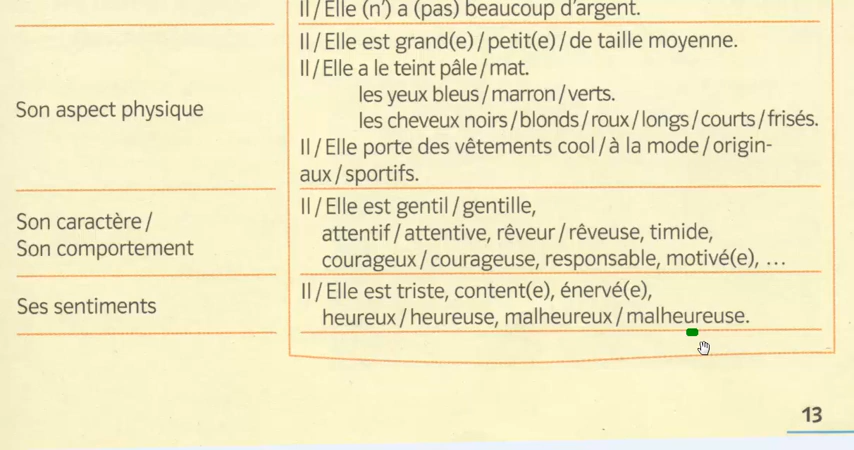 Il / Elle (n') a (pas) beaucoup d'argent.
Son aspect physique
Il / Elle est grand(e) / petit(e) / de taille moyenne.
Il / Elle a le teint pâle / mat.
les yeux bleus / marron / verts.
les cheveux noirs / blonds / roux / longs / courts / frisés.
Il / Elle porte des vêtements cool / à la mode / origin-
aux / sportifs.
Son caractère /
Son comportement
Il / Elle est gentil / gentille,
attentif / attentive, rêveur / rêveuse, timide,
courageux / courageuse, responsable, motivé(e), ...
Ses sentiments
Il / Elle est triste, content(e), énervé(e),
heureux / heureuse, malheureux / malheureuse.
13